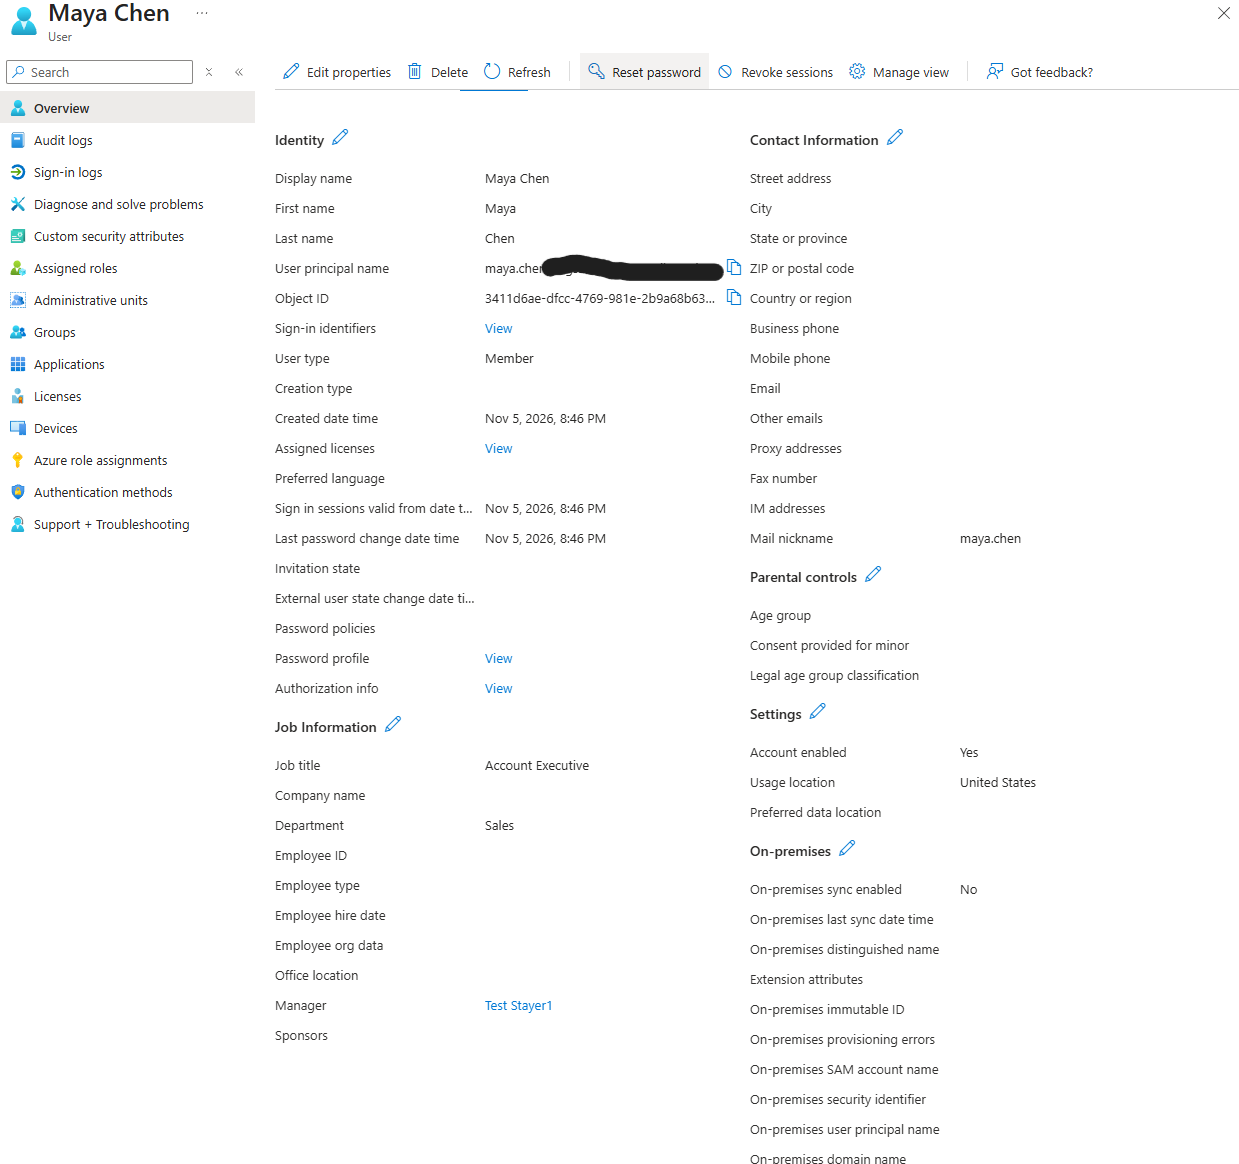 Maya Chen ...
User
Search
Edit properties Delete Refresh Reset password Revoke sessions Manage view Got feedback?
Overview
Audit logs
Sign-in logs
Diagnose and solve problems
Custom security attributes
Assigned roles
Administrative units
Groups
Applications
Licenses
Devices
Azure role assignments
Authentication methods
Support + Troubleshooting
Identity
Display name Maya Chen
First name Maya
Last name Chen
User principal name maya.chen
Object ID 3411d6ae-dfcc-4769-981e-2b9a68b63...
Sign-in identifiers View
User type Member
Creation type
Created date time Nov 5, 2026, 8:46 PM
Assigned licenses View
Preferred language
Sign in sessions valid from date t... Nov 5, 2026, 8:46 PM
Last password change date time Nov 5, 2026, 8:46 PM
Invitation state
External user state change date ti...
Password policies
Password profile View
Authorization info View
Job Information
Job title Account Executive
Company name
Department Sales
Employee ID
Employee type
Employee hire date
Employee org data
Office location
Manager Test Stayer1
Sponsors
Contact Information
Street address
City
State or province
ZIP or postal code
Country or region
Business phone
Mobile phone
Email
Other emails
Proxy addresses
Fax number
IM addresses
Mail nickname maya.chen
Parental controls
Age group
Consent provided for minor
Legal age group classification
Settings
Account enabled Yes
Usage location United States
Preferred data location
On-premises
On-premises sync enabled No
On-premises last sync date time
On-premises distinguished name
Extension attributes
On-premises immutable ID
On-premises provisioning errors
On-premises SAM account name
On-premises security identifier
On-premises user principal name
On-premises domain name